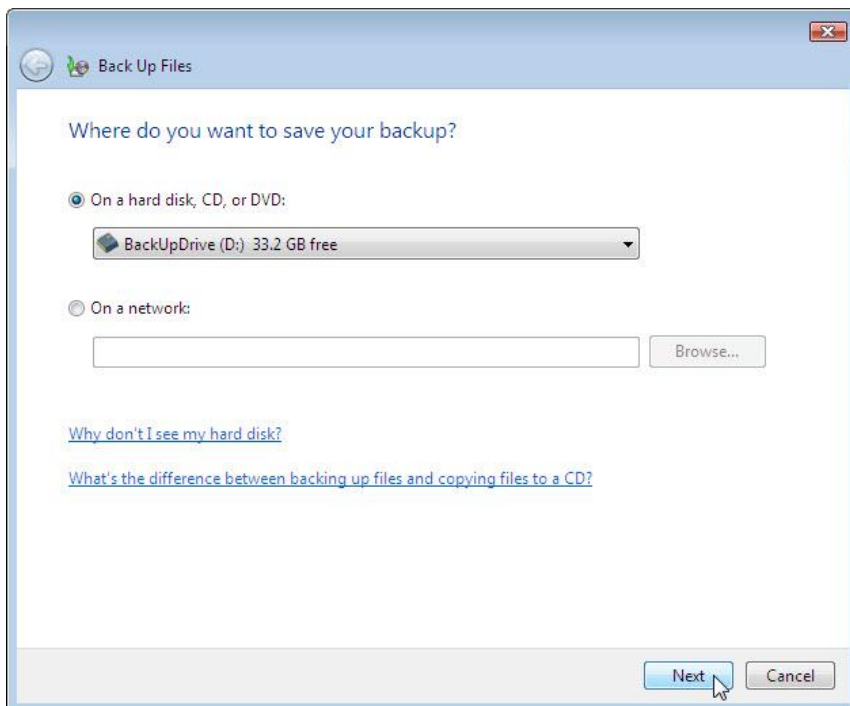 Back Up Files
Where do you want to save your backup?
On a hard disk, CD, or DVD:
BackUpDrive (D:) 33.2 GB free
On a network:
Browse...
Why don't I see my hard disk?
What's the difference between backing up files and copying files to a CD?
Next Cancel